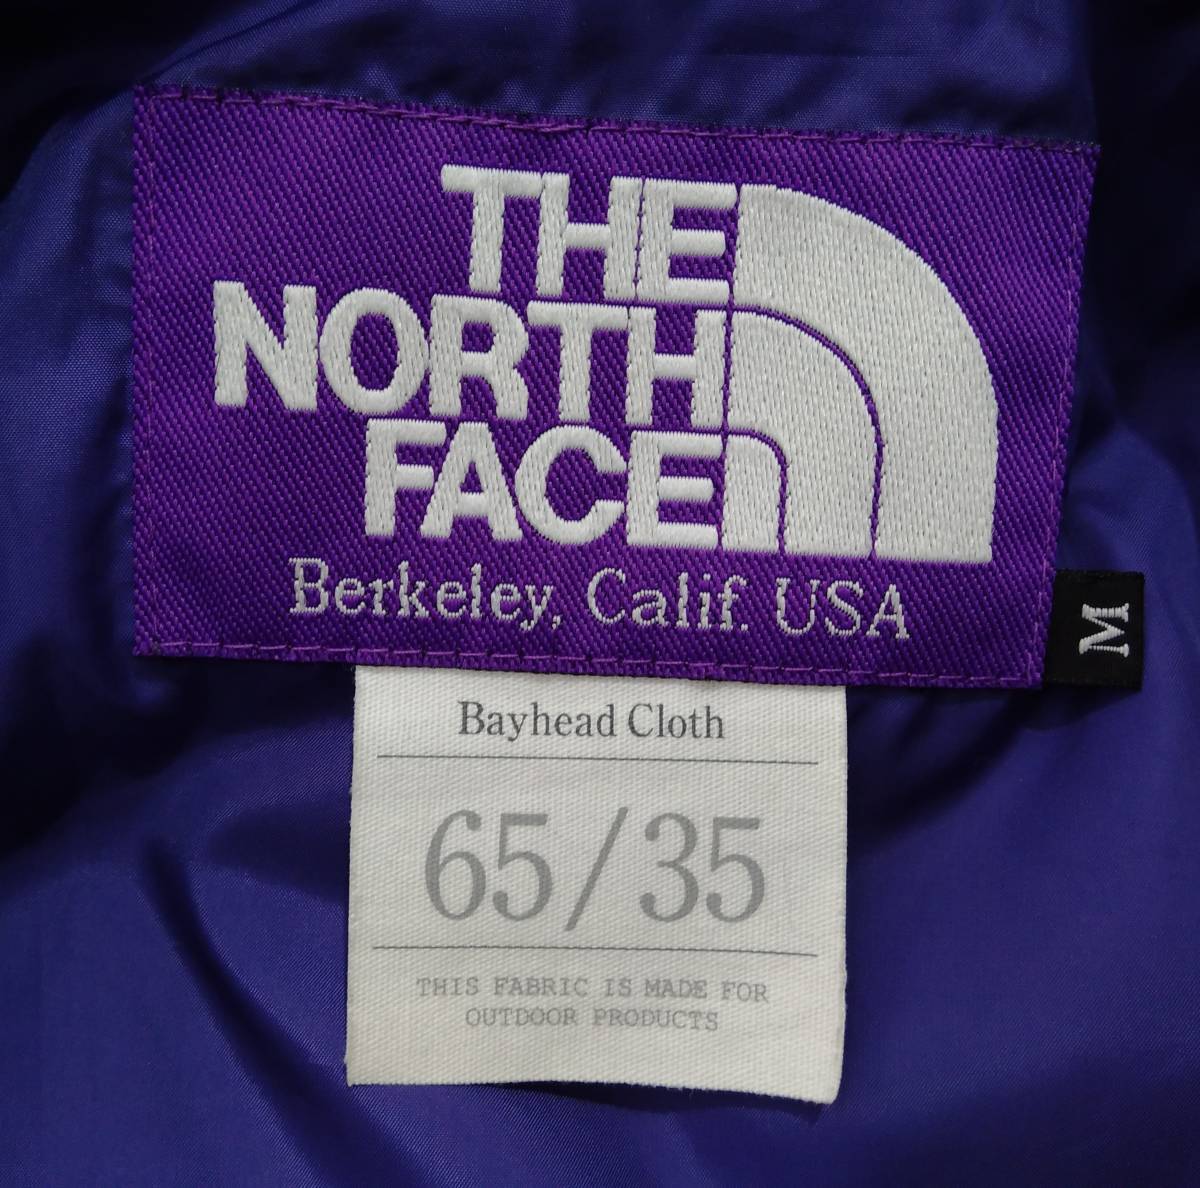 THE
NORTH
FACE
Berkeley, Calif. USA
M
Bayhead Cloth
65/35
THIS FABRIC IS MADE FOR
OUTDOOR PRODUCTS